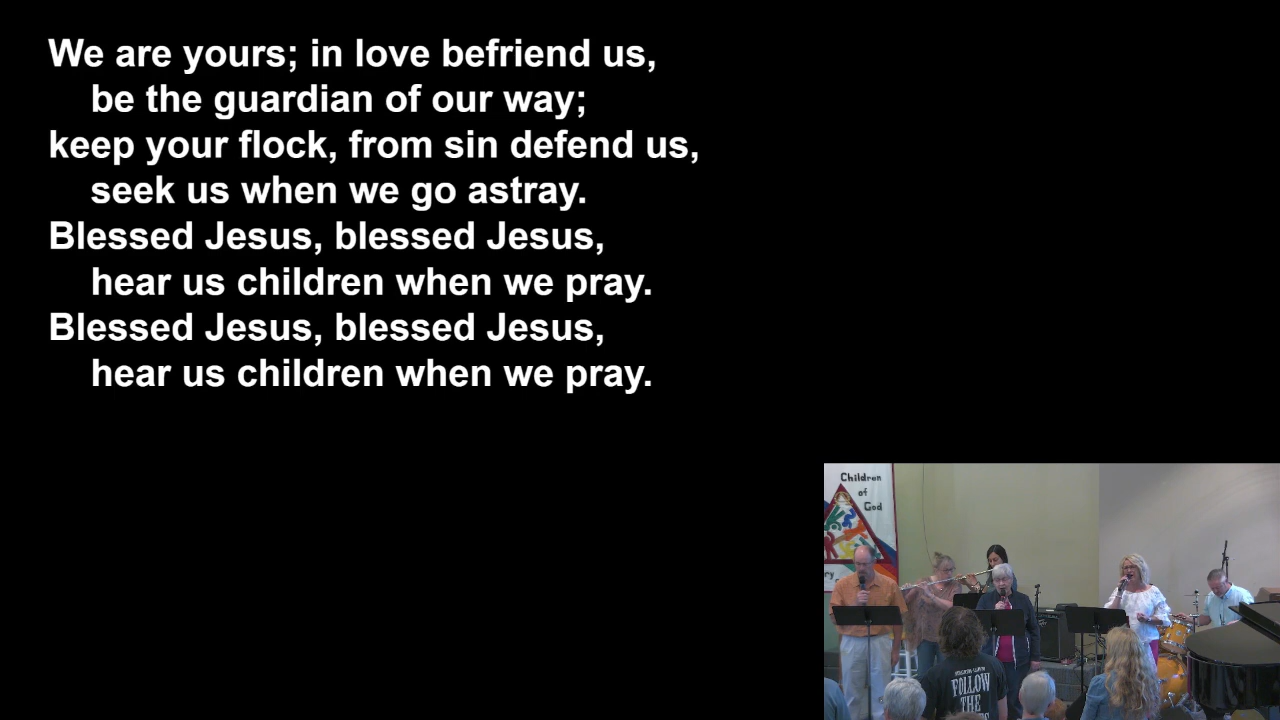 We are yours; in love befriend us,
be the guardian of our way;
keep your flock, from sin defend us,
seek us when we go astray.
Blessed Jesus, blessed Jesus,
hear us children when we pray.
Blessed Jesus, blessed Jesus,
hear us children when we pray.
Children
of
God
FOLLOW
THE